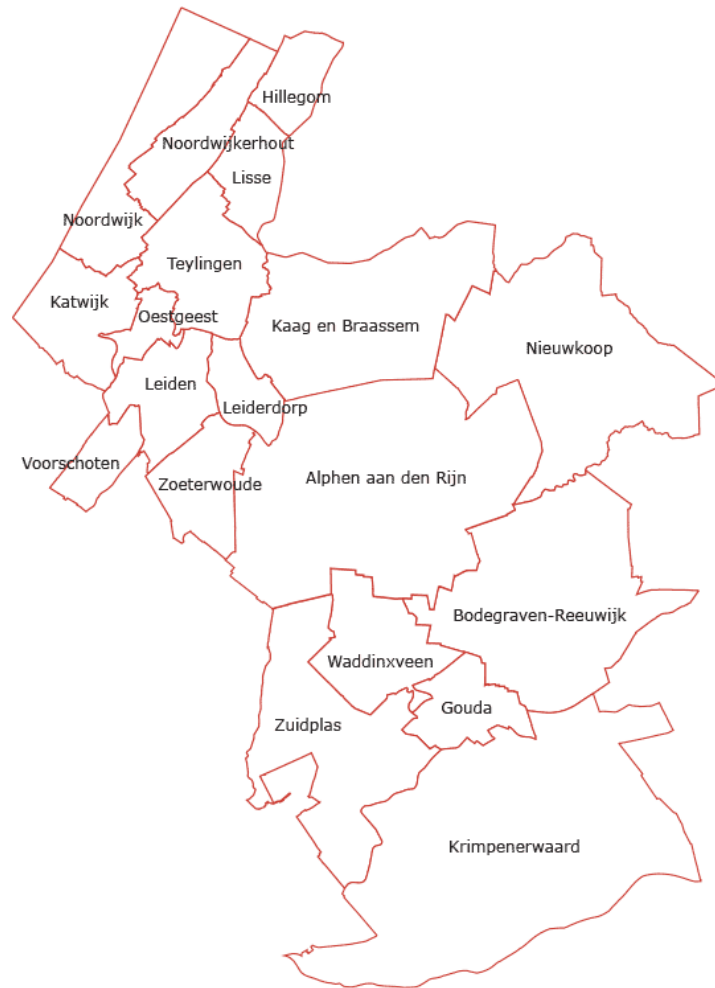 Hillegom
Noordwijkerhout
Lisse
Noordwijk
Teylingen
Katwijk
Oestgeest
Kaag en Braassem
Nieuwkoop
Leiden
Leiderdorp
Voorschoten
Zoeterwoude
Alphen aan den Rijn
Bodegraven-Reeuwijk
Waddinxveen
Gouda
Zuidplas
Krimpenerwaard